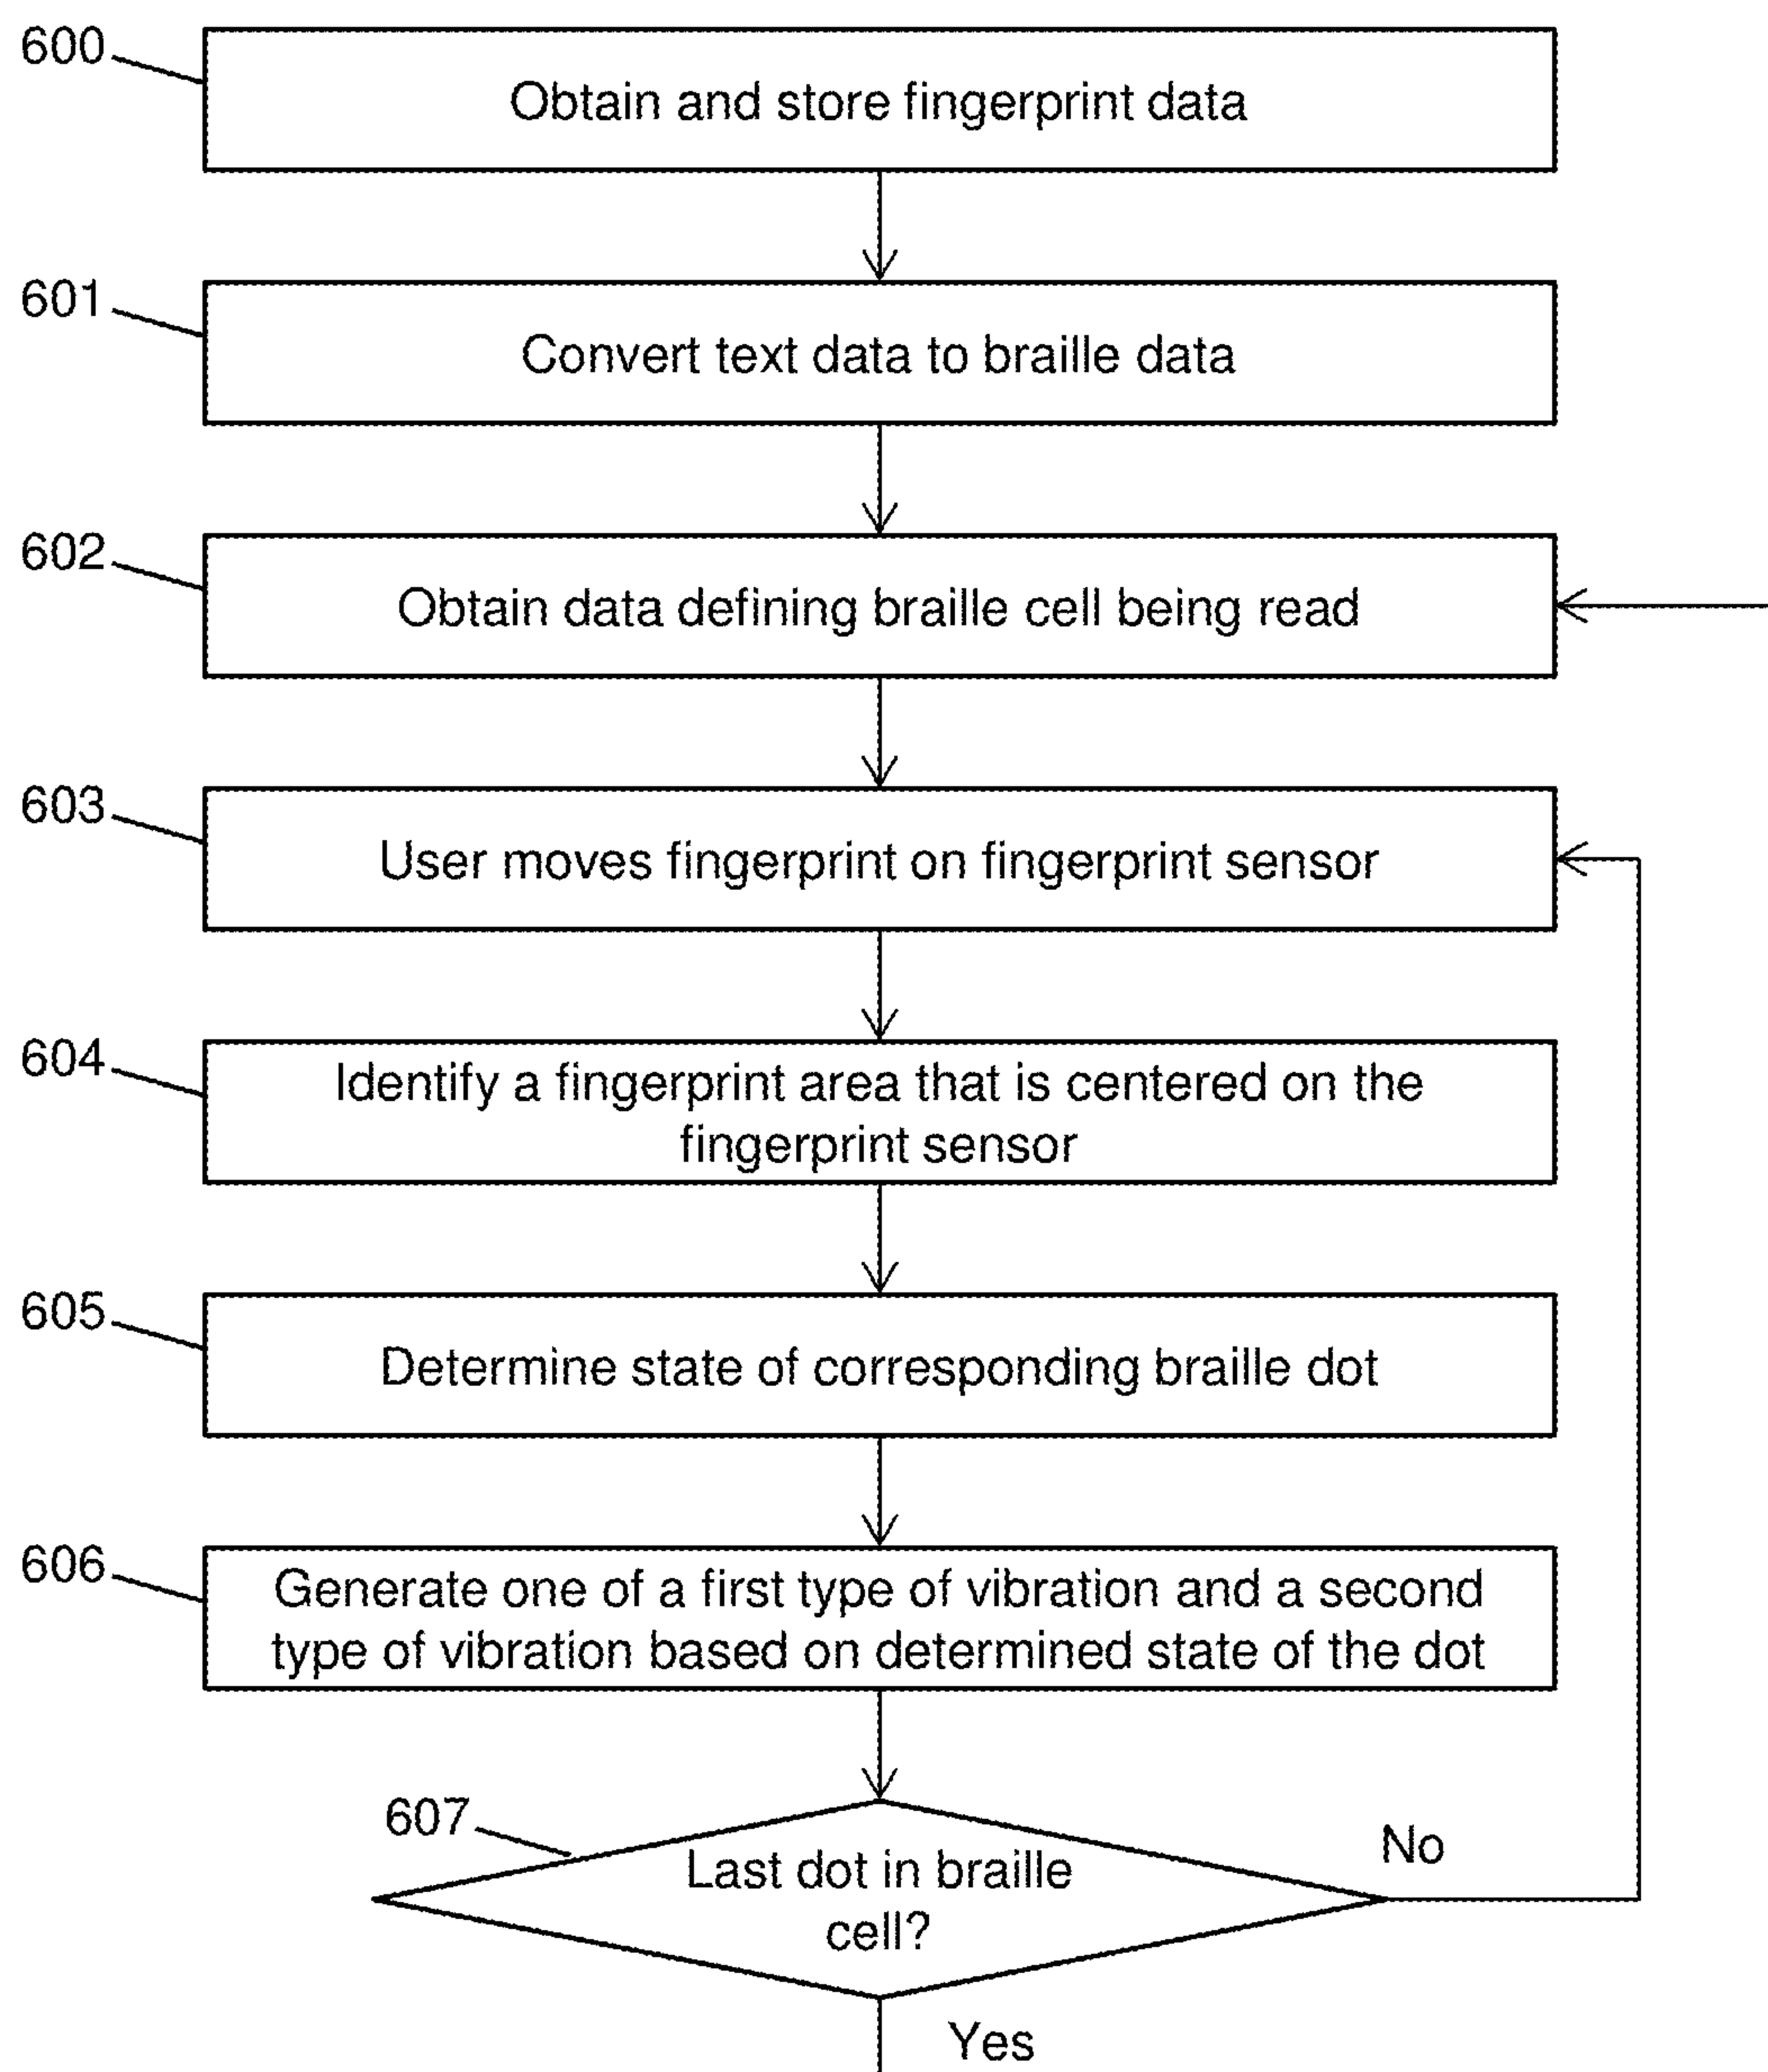 600
Obtain and store fingerprint data
601
Convert text data to braille data
602
Obtain data defining braille cell being read
603
User moves fingerprint on fingerprint sensor
604
Identify a fingerprint area that is centered on the
fingerprint sensor
605
Determine state of corresponding braille dot
606
Generate one of a first type of vibration and a second
type of vibration based on determined state of the dot
607
Last dot in braille
cell?
No
Yes